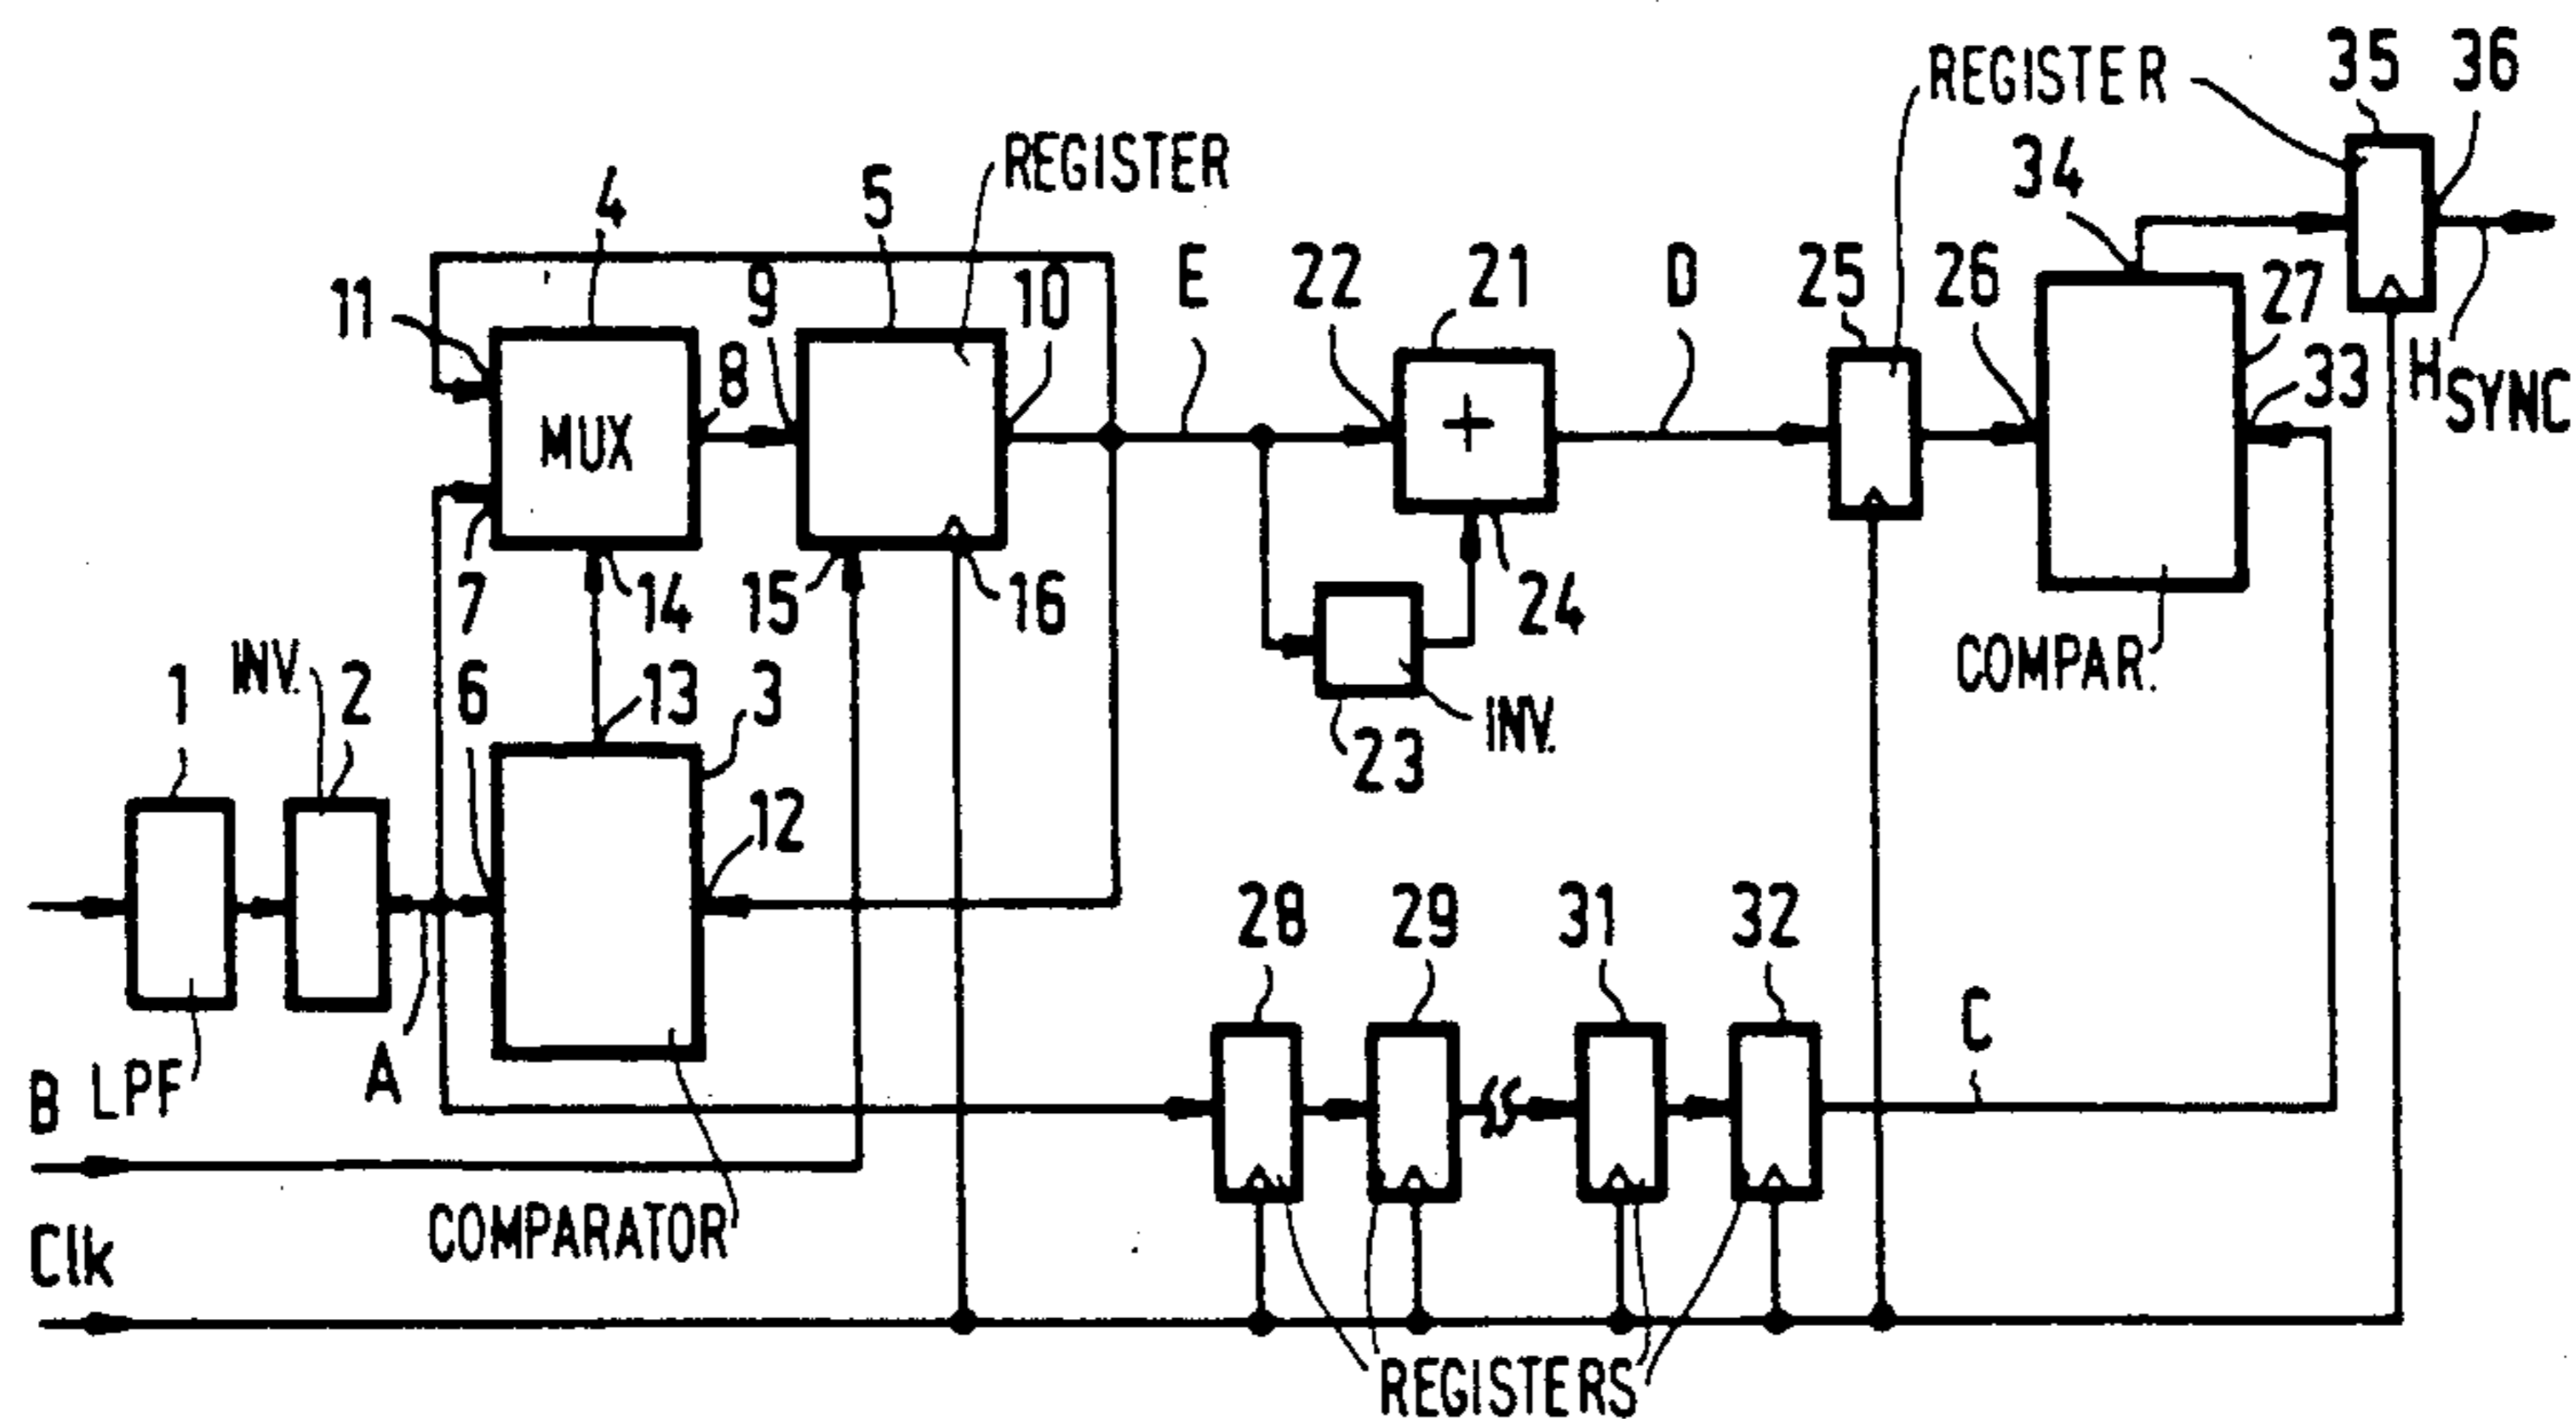 35 36
REGISTER
34
4 5 REGISTER
11 9 10 E 22 21 D 25 26 27
8 33
MUX + HSYNC
7 14 15 16 24
INV. COMPAR.
1 2 6 13 3 INV.
23
12
28 29 31 32
C
B LPF A
COMPARATOR
Clk
REGISTERS